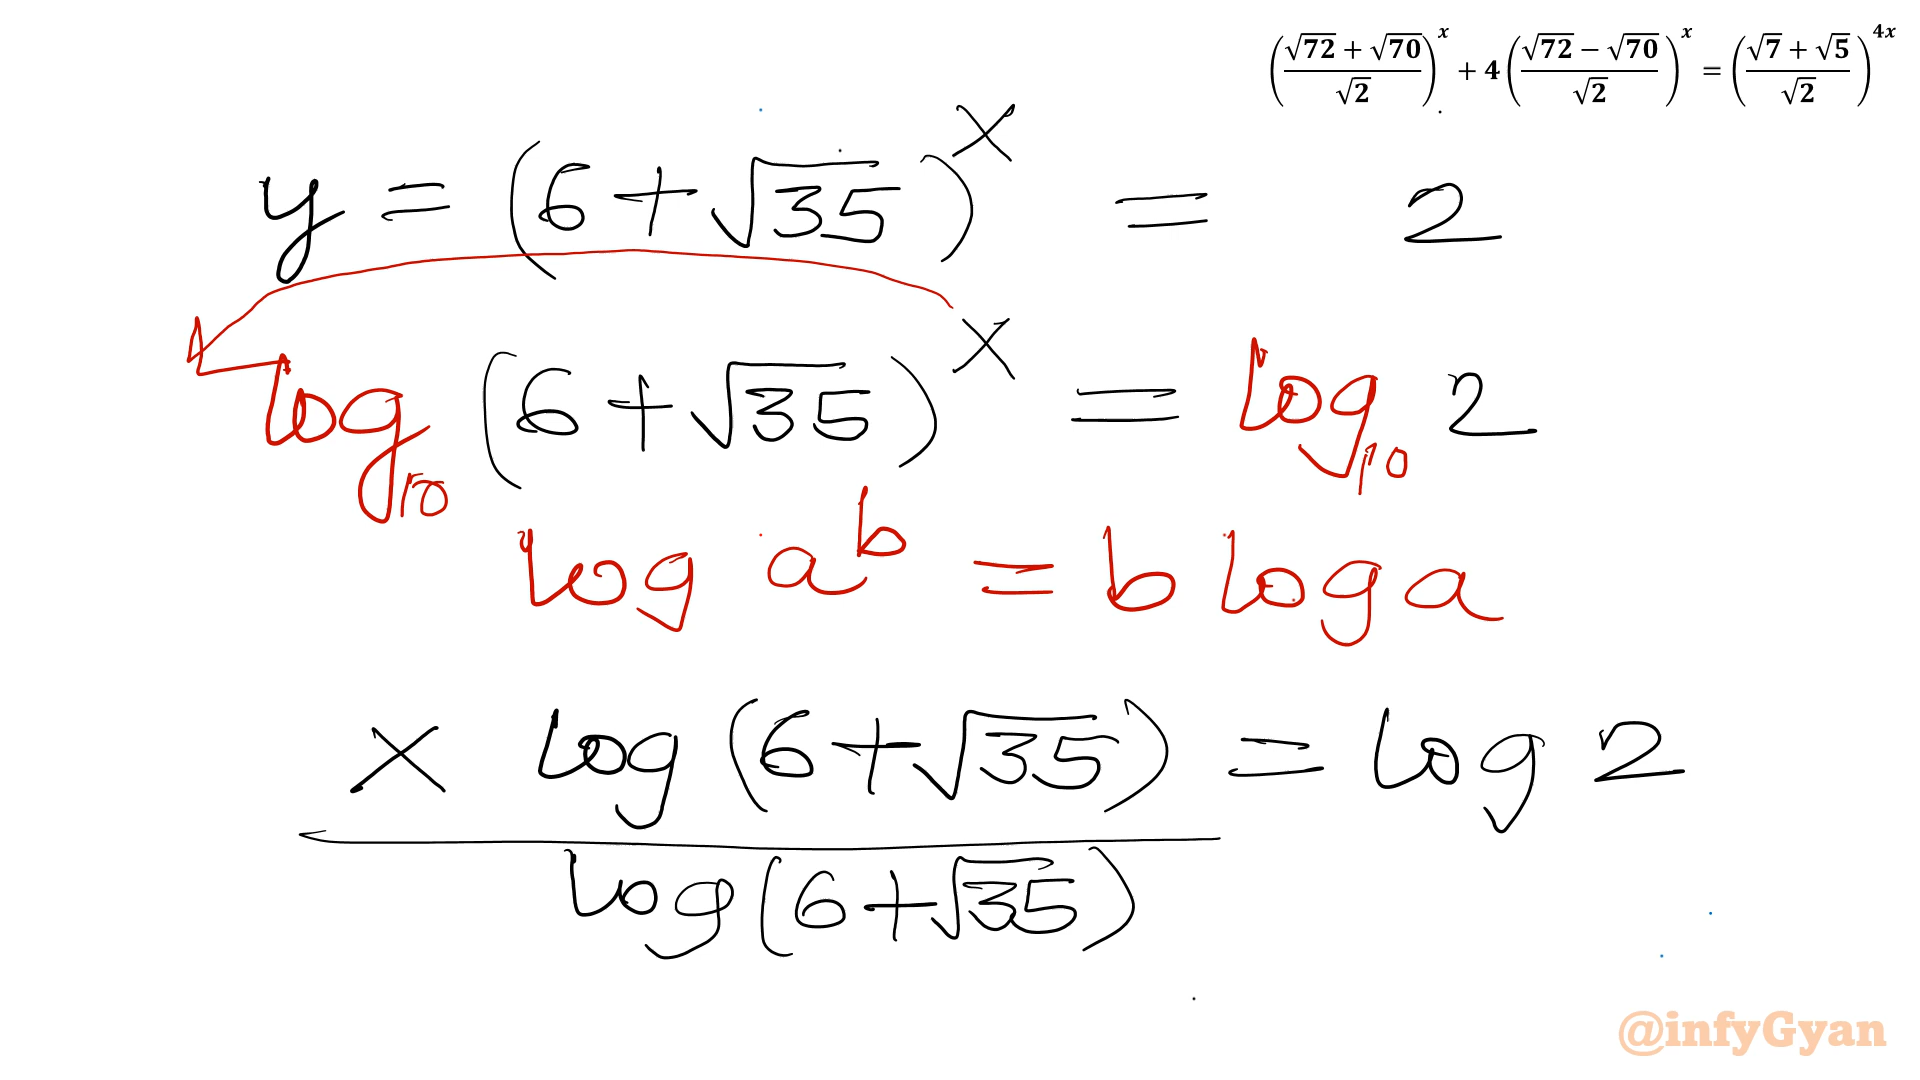 ((√72 + √70)/√2)^x + 4((√72 − √70)/√2)^x = ((√7 + √5)/√2)^4x
y = (6 + √35)^x = 2
log₁₀ (6 + √35)^x = log₁₀ 2
log a^b = b log a
x log (6 + √35) = log 2
log (6 + √35)
@infyGyan